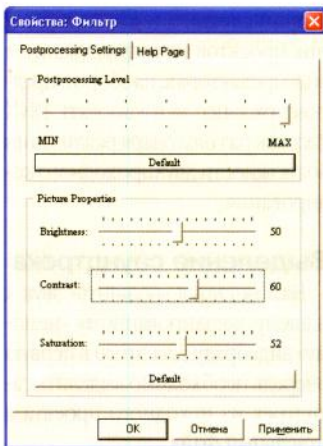 Свойства: Фильтр
Postprocessing Settings Help Page
Postprocessing Level
MIN MAX
Default
Picture Properties
Brightness: 50
Contrast: 60
Saturation: 52
Default
OK Отмена Применить